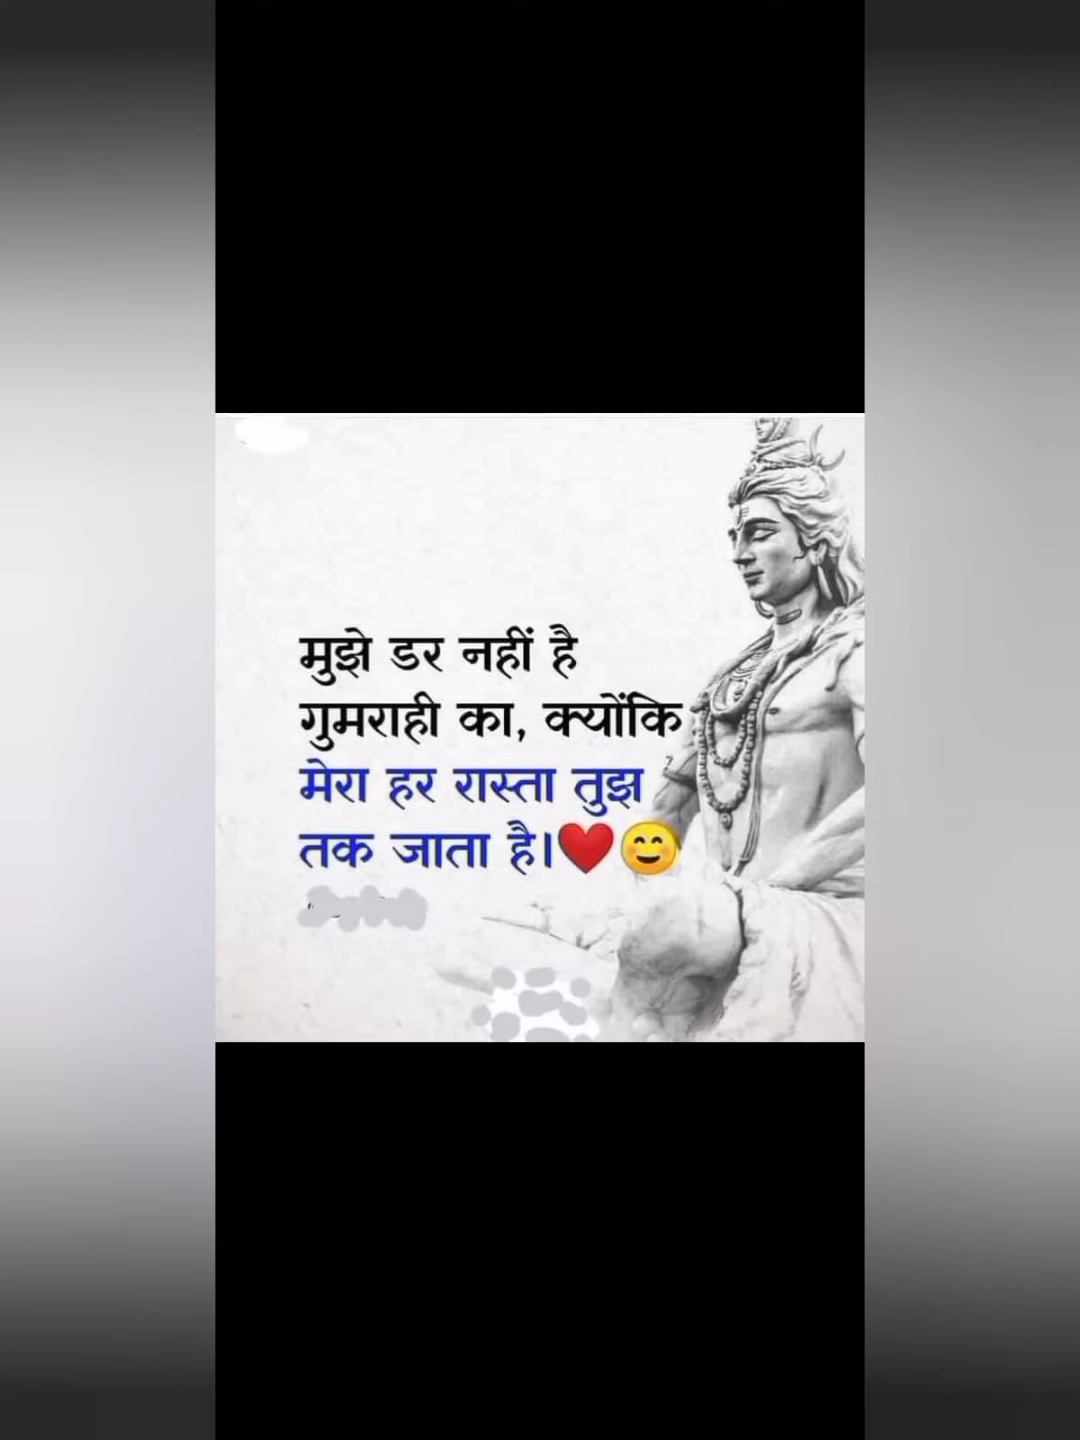 मुझे डर नहीं है
गुमराही का, क्योंकि
मेरा हर रास्ता तुझ
तक जाता है।❤️😊